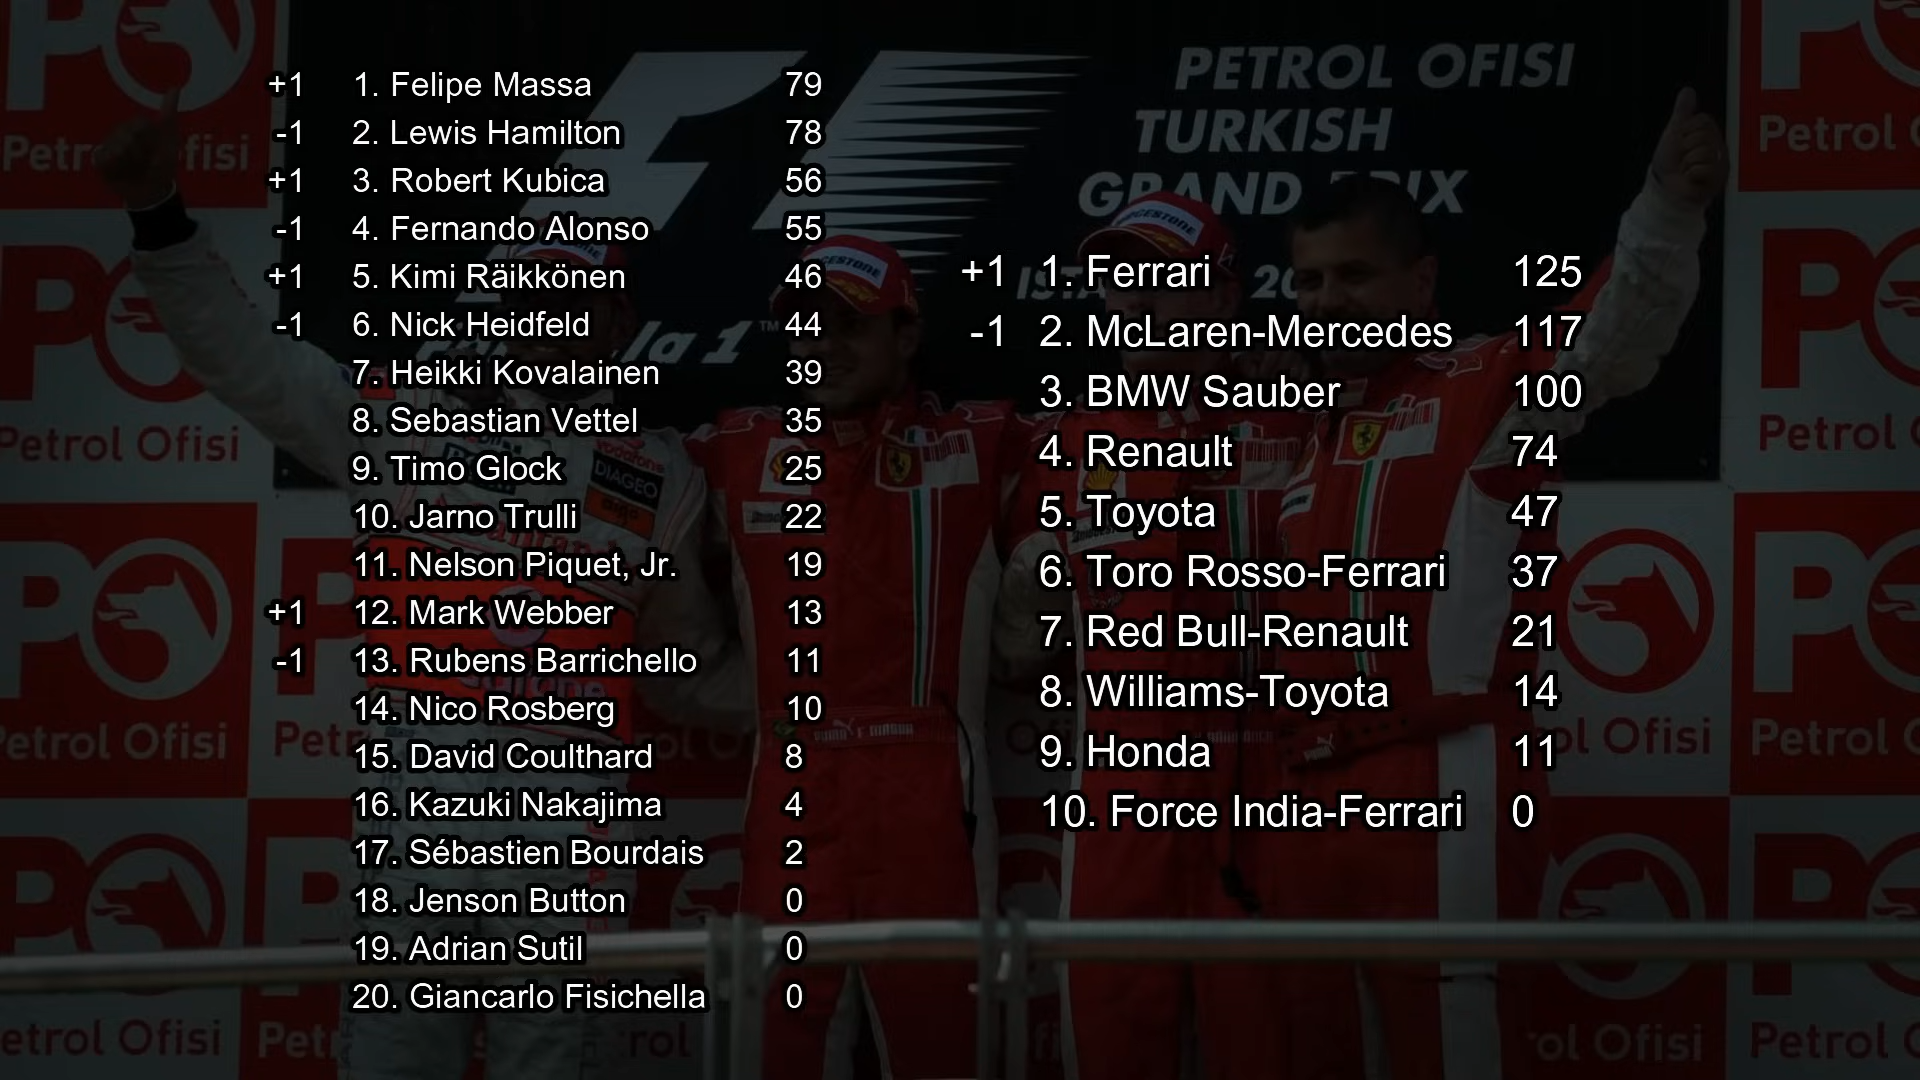 +1 1. Felipe Massa 79
-1 2. Lewis Hamilton 78
+1 3. Robert Kubica 56
-1 4. Fernando Alonso 55
+1 5. Kimi Räikkönen 46
-1 6. Nick Heidfeld 44
7. Heikki Kovalainen 39
8. Sebastian Vettel 35
9. Timo Glock 25
10. Jarno Trulli 22
11. Nelson Piquet, Jr. 19
+1 12. Mark Webber 13
-1 13. Rubens Barrichello 11
14. Nico Rosberg 10
15. David Coulthard 8
16. Kazuki Nakajima 4
17. Sébastien Bourdais 2
18. Jenson Button 0
19. Adrian Sutil 0
20. Giancarlo Fisichella 0
+1 1. Ferrari 125
-1 2. McLaren-Mercedes 117
3. BMW Sauber 100
4. Renault 74
5. Toyota 47
6. Toro Rosso-Ferrari 37
7. Red Bull-Renault 21
8. Williams-Toyota 14
9. Honda 11
10. Force India-Ferrari 0
PETROL OFISI
TURKISH
GRAND
Petrol Ofisi
Petrol Ofisi
DIAGEO